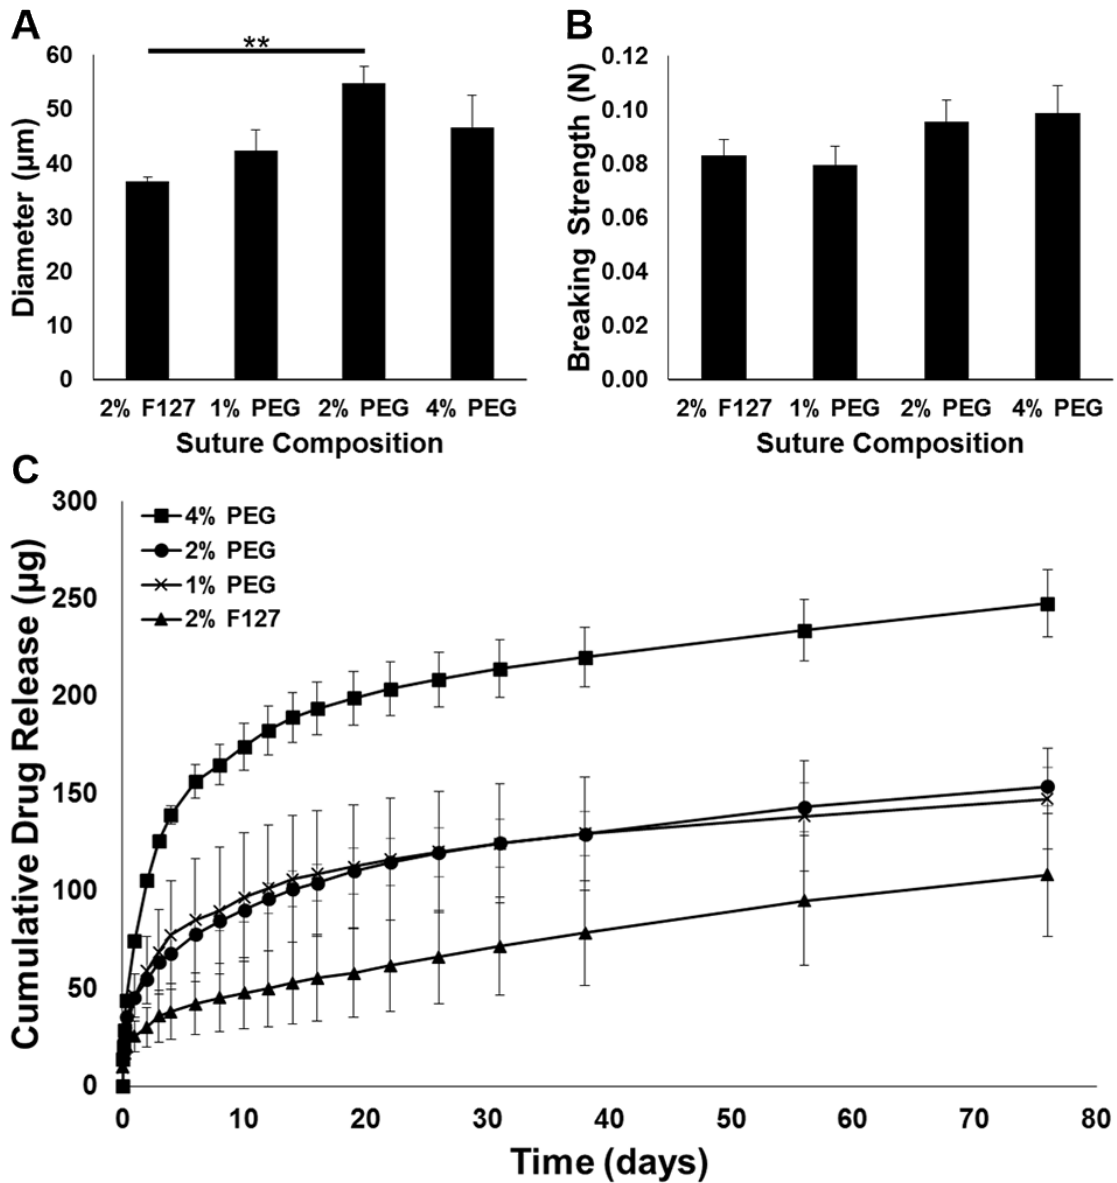 A
**
60
50
40
30
20
10
0
Diameter (µm)
2% F127 1% PEG 2% PEG 4% PEG
Suture Composition
B
0.12
0.10
0.08
0.06
0.04
0.02
0.00
Breaking Strength (N)
2% F127 1% PEG 2% PEG 4% PEG
Suture Composition
C
300
250
200
150
100
50
0
Cumulative Drug Release (µg)
4% PEG
2% PEG
1% PEG
2% F127
0 10 20 30 40 50 60 70 80
Time (days)